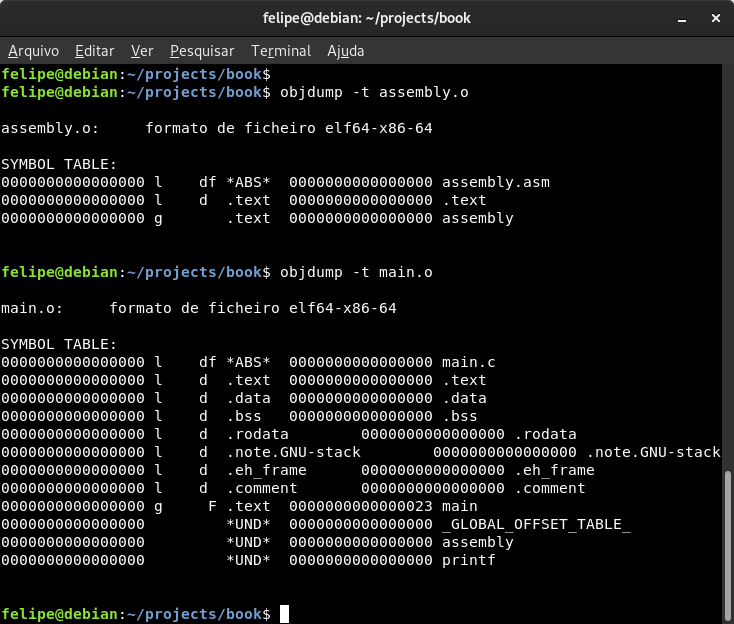 felipe@debian: ~/projects/book
Arquivo Editar Ver Pesquisar Terminal Ajuda
felipe@debian:~/projects/book$
felipe@debian:~/projects/book$ objdump -t assembly.o
assembly.o:     formato de ficheiro elf64-x86-64
SYMBOL TABLE:
0000000000000000 l    df *ABS*  0000000000000000 assembly.asm
0000000000000000 l    d  .text  0000000000000000 .text
0000000000000000 g       .text  0000000000000000 assembly
felipe@debian:~/projects/book$ objdump -t main.o
main.o:     formato de ficheiro elf64-x86-64
SYMBOL TABLE:
0000000000000000 l    df *ABS*  0000000000000000 main.c
0000000000000000 l    d  .text  0000000000000000 .text
0000000000000000 l    d  .data  0000000000000000 .data
0000000000000000 l    d  .bss   0000000000000000 .bss
0000000000000000 l    d  .rodata        0000000000000000 .rodata
0000000000000000 l    d  .note.GNU-stack        0000000000000000 .note.GNU-stack
0000000000000000 l    d  .eh_frame      0000000000000000 .eh_frame
0000000000000000 l    d  .comment       0000000000000000 .comment
0000000000000000 g     F .text  0000000000000023 main
0000000000000000         *UND*  0000000000000000 _GLOBAL_OFFSET_TABLE_
0000000000000000         *UND*  0000000000000000 assembly
0000000000000000         *UND*  0000000000000000 printf
felipe@debian:~/projects/book$